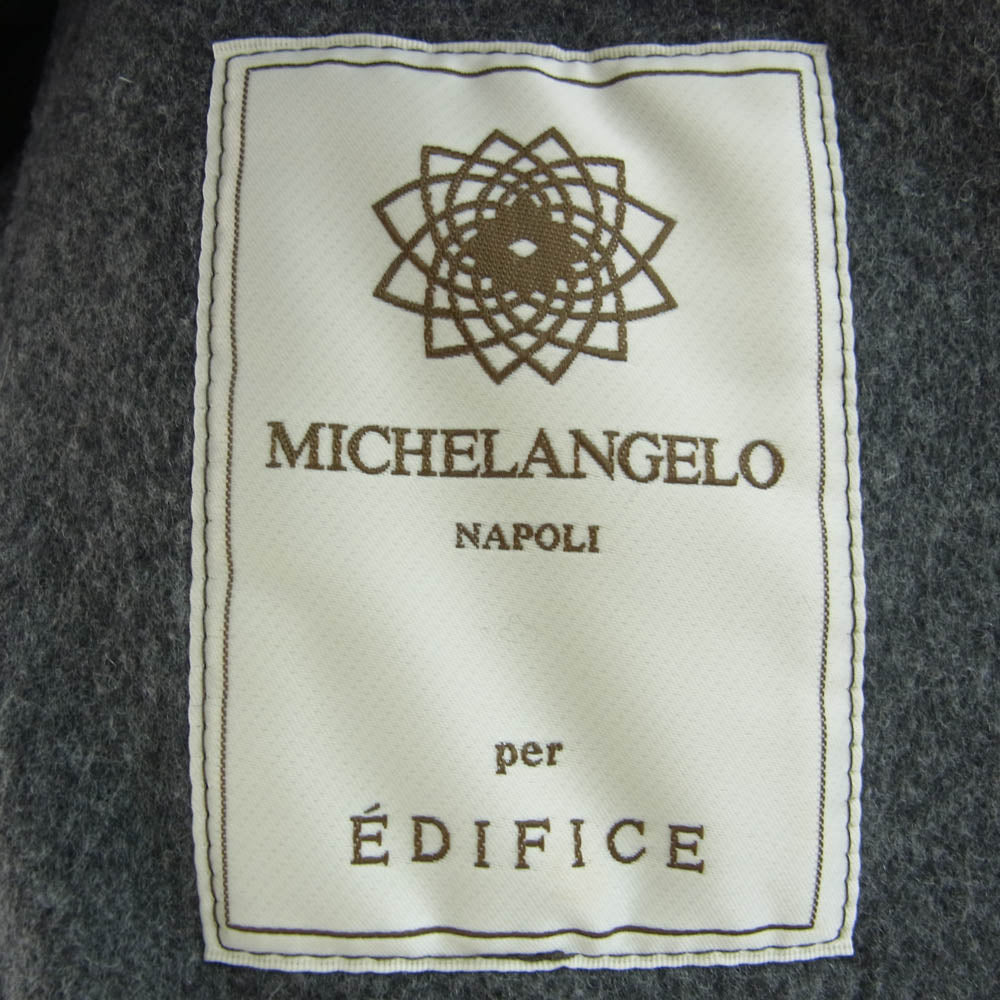 MICHELANGELO
NAPOLI
per
ÉDIFICE